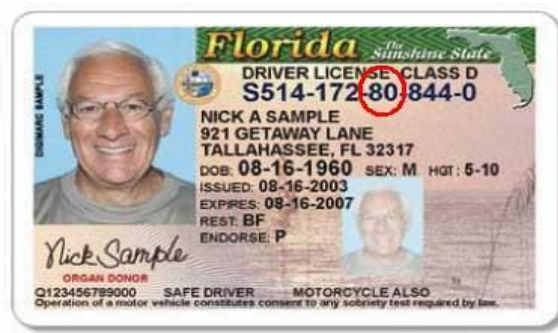 Florida The Sunshine State
DRIVER LICENSE CLASS D
S514-172-80-844-0
DIGIMARC SAMPLE
NICK A SAMPLE
921 GETAWAY LANE
TALLAHASSEE, FL 32317
DOB: 08-16-1960 SEX: M HGT: 5-10
ISSUED: 08-16-2003
EXPIRES: 08-16-2007
REST: BF
ENDORSE: P
Nick Sample
ORGAN DONOR
Q123456789000 SAFE DRIVER MOTORCYCLE ALSO
Operation of a motor vehicle constitutes consent to any sobriety test required by law.